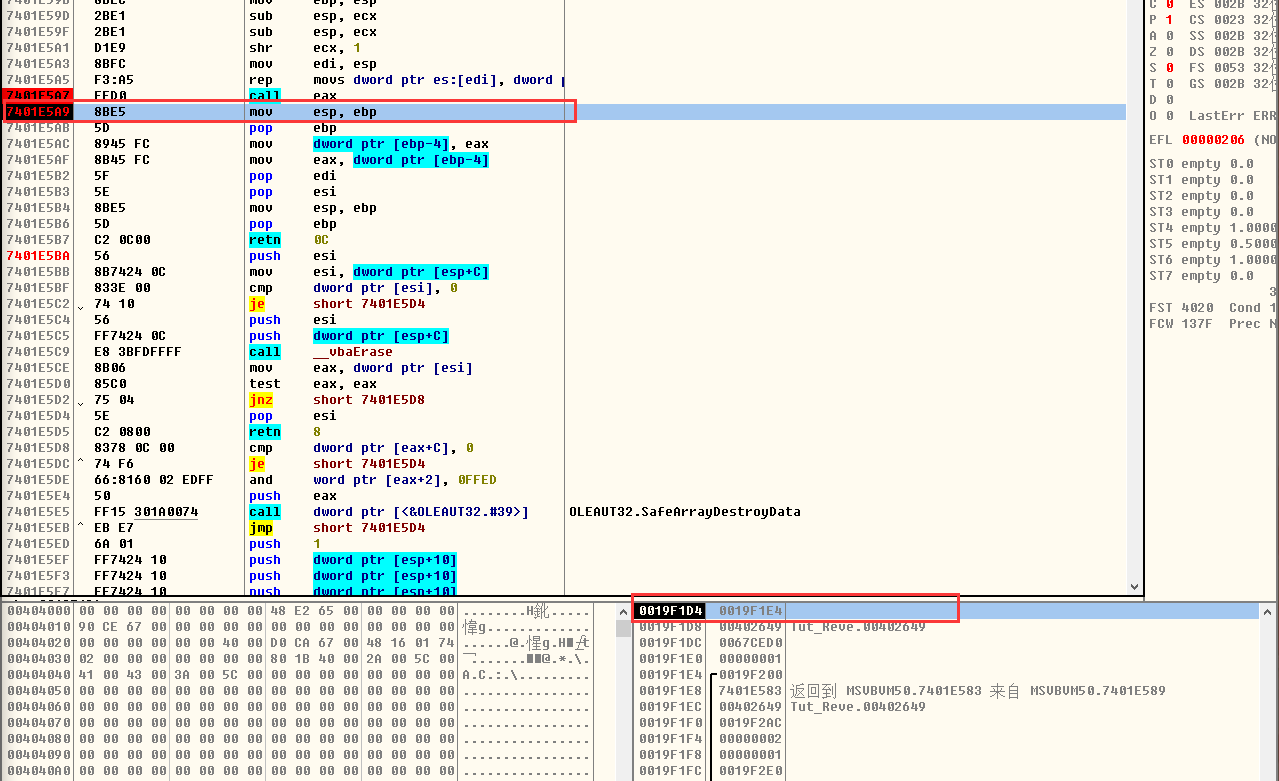 7401E59D 2BE1 sub esp, ecx
7401E59F 2BE1 sub esp, ecx
7401E5A1 D1E9 shr ecx, 1
7401E5A3 8BFC mov edi, esp
7401E5A5 F3:A5 rep movs dword ptr es:[edi], dword
7401E5A7 FFD0 call eax
7401E5A9 8BE5 mov esp, ebp
7401E5AB 5D pop ebp
7401E5AC 8945 FC mov dword ptr [ebp-4], eax
7401E5AF 8B45 FC mov eax, dword ptr [ebp-4]
7401E5B2 5F pop edi
7401E5B3 5E pop esi
7401E5B4 8BE5 mov esp, ebp
7401E5B6 5D pop ebp
7401E5B7 C2 0C00 retn 0C
7401E5BA 56 push esi
7401E5BB 8B7424 0C mov esi, dword ptr [esp+C]
7401E5BF 833E 00 cmp dword ptr [esi], 0
7401E5C2 74 10 je short 7401E5D4
7401E5C4 56 push esi
7401E5C5 FF7424 0C push dword ptr [esp+C]
7401E5C9 E8 3BFDFFFF call __vbaErase
7401E5CE 8B06 mov eax, dword ptr [esi]
7401E5D0 85C0 test eax, eax
7401E5D2 75 04 jnz short 7401E5D8
7401E5D4 5E pop esi
7401E5D5 C2 0800 retn 8
7401E5D8 8378 0C 00 cmp dword ptr [eax+C], 0
7401E5DC ^ 74 F6 je short 7401E5D4
7401E5DE 66:8160 02 EDFF and word ptr [eax+2], 0FFED
7401E5E4 50 push eax
7401E5E5 FF15 301A0074 call dword ptr [<&OLEAUT32.#39>] OLEAUT32.SafeArrayDestroyData
7401E5EB ^ EB E7 jmp short 7401E5D4
7401E5ED 6A 01 push 1
7401E5EF FF7424 10 push dword ptr [esp+10]
7401E5F3 FF7424 10 push dword ptr [esp+10]
7401E5F7 FF7424 10 push dword ptr [esp+10]
C 0 ES 002B 32
P 1 CS 0023 32
A 0 SS 002B 32
Z 0 DS 002B 32
S 0 FS 0053 32
T 0 GS 002B 32
D 0
O 0 LastErr ERR
EFL 00000206 (NO
ST0 empty 0.0
ST1 empty 0.0
ST2 empty 0.0
ST3 empty 0.0
ST4 empty 1.0000
ST5 empty 0.5000
ST6 empty 1.0000
ST7 empty 0.0
3
FST 4020 Cond 1
FCW 137F Prec N
00404000 00 00 00 00 00 00 00 00 48 E2 65 00 00 00 00 00 ........H鈋.....
00404010 90 CE 67 00 00 00 00 00 00 00 00 00 00 00 00 00
00404020 00 00 00 00 00 00 40 00 D0 CA 67 00 48 16 01 74
00404030 02 00 00 00 00 00 00 00 80 1B 40 00 2A 00 5C 00
00404040 41 00 43 00 3A 00 5C 00 00 00 00 00 00 00 00 00 A.C.:.\.........
00404050 00 00 00 00 00 00 00 00 00 00 00 00 00 00 00 00 ................
00404060 00 00 00 00 00 00 00 00 00 00 00 00 00 00 00 00 ................
00404070 00 00 00 00 00 00 00 00 00 00 00 00 00 00 00 00 ................
00404080 00 00 00 00 00 00 00 00 00 00 00 00 00 00 00 00 ................
00404090 00 00 00 00 00 00 00 00 00 00 00 00 00 00 00 00 ................
004040A0 00 00 00 00 00 00 00 00 00 00 00 00 00 00 00 00 ................
0019F1D4 0019F1E4
0019F1D8 00402649 Tut_Reve.00402649
0019F1DC 0067CED0
0019F1E0 00000001
0019F1E4 0019F200
0019F1E8 7401E583 返回到 MSVBVM50.7401E583 来自 MSVBVM50.7401E589
0019F1EC 00402649 Tut_Reve.00402649
0019F1F0 0019F2AC
0019F1F4 00000002
0019F1F8 00000001
0019F1FC 0019F2E0